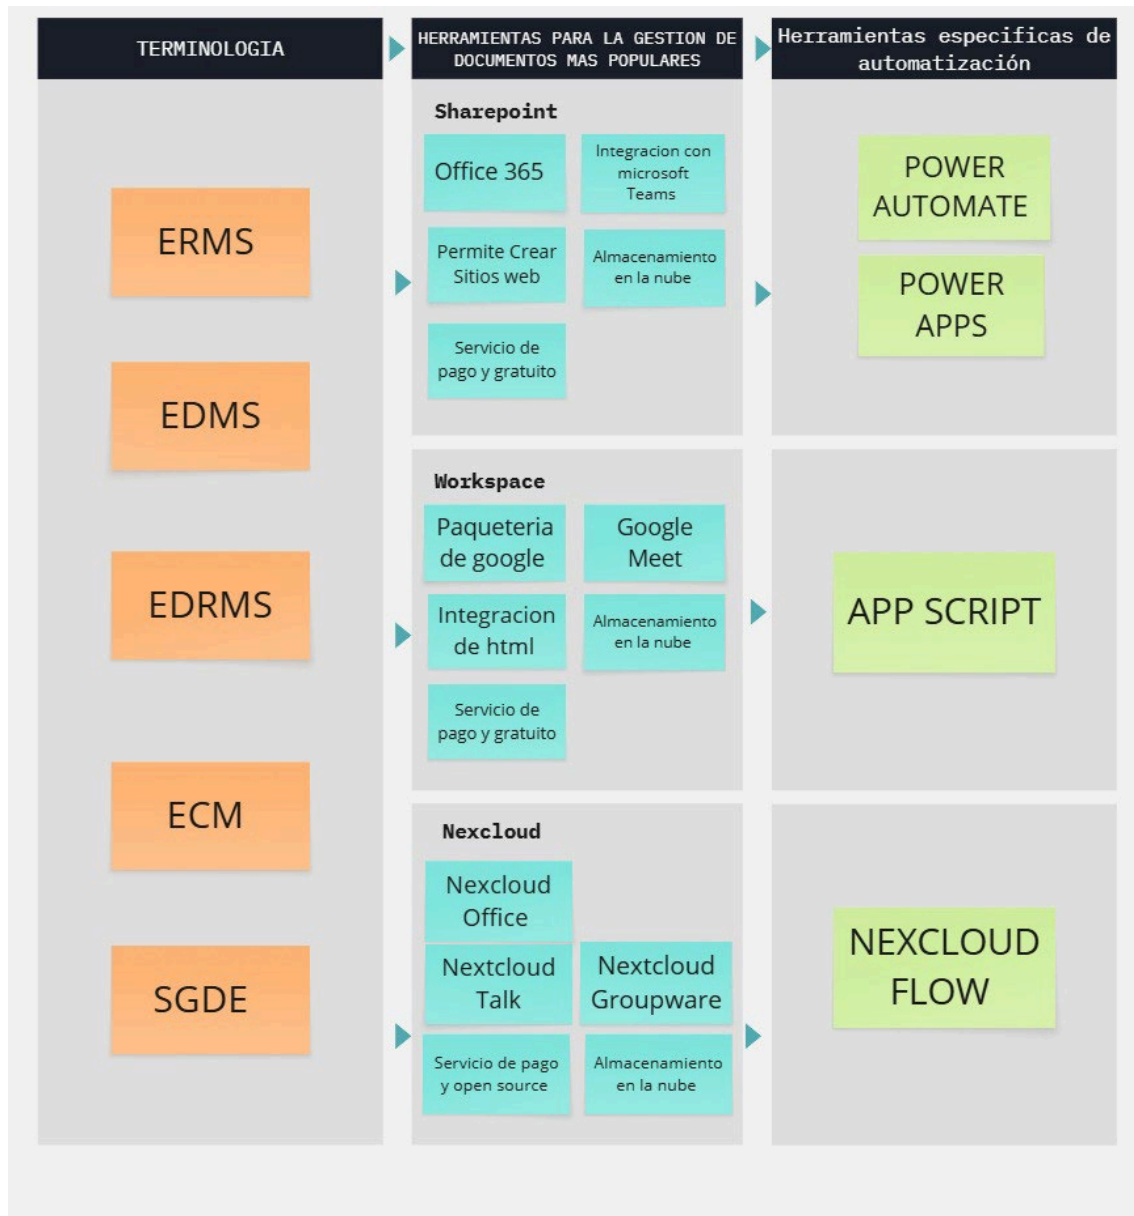 TERMINOLOGIA
HERRAMIENTAS PARA LA GESTION DE
DOCUMENTOS MAS POPULARES
Herramientas especificas de
automatización
ERMS
EDMS
EDRMS
ECM
SGDE
Sharepoint
Office 365
Integracion con
microsoft
Teams
Permite Crear
Sitios web
Almacenamiento
en la nube
Servicio de
pago y gratuito
POWER
AUTOMATE
POWER
APPS
Workspace
Paqueteria
de google
Google
Meet
Integracion
de html
Almacenamiento
en la nube
Servicio de
pago y gratuito
APP SCRIPT
Nexcloud
Nexcloud
Office
Nextcloud
Talk
Nextcloud
Groupware
Servicio de pago
y open source
Almacenamiento
en la nube
NEXCLOUD
FLOW